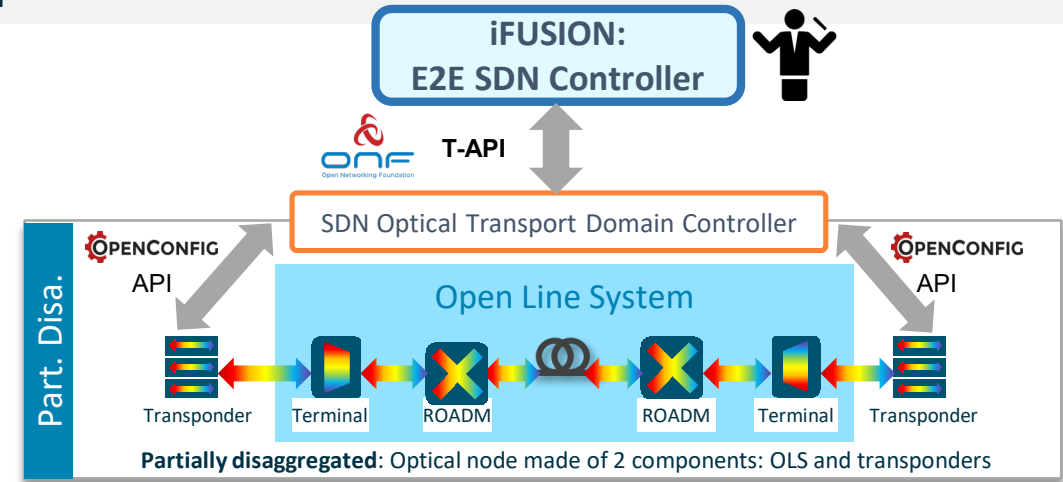 iFUSION:
E2E SDN Controller
ONF
Open Networking Foundation
T-API
SDN Optical Transport Domain Controller
OPENCONFIG
API
OPENCONFIG
API
Part. Disa.
Open Line System
Transponder
Terminal
ROADM
ROADM
Terminal
Transponder
Partially disaggregated: Optical node made of 2 components: OLS and transponders